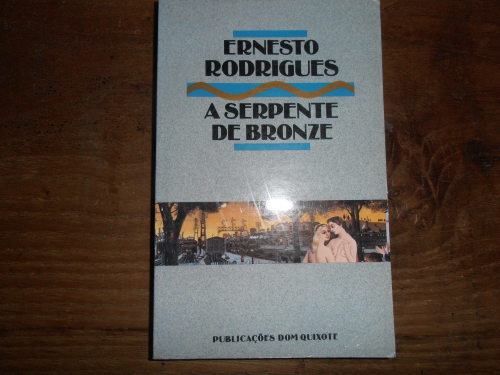 ERNESTO
RODRIGUES
A SERPENTE
DE BRONZE
PUBLICAÇÕES DOM QUIXOTE